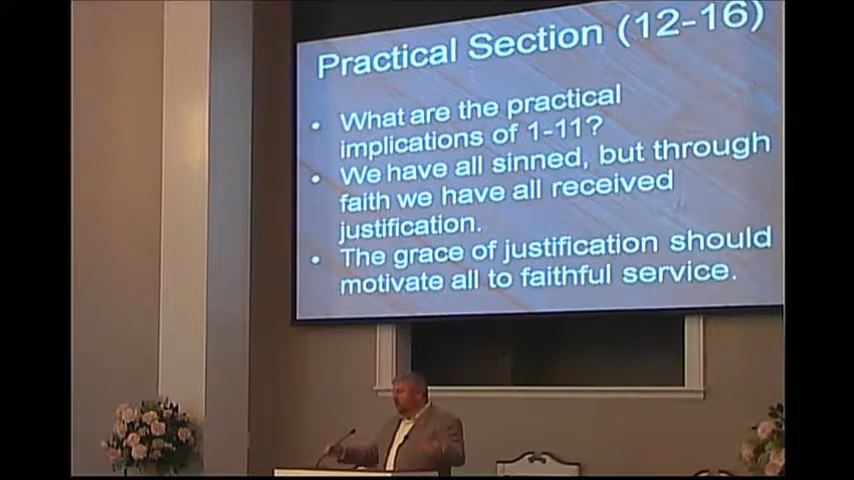 Practical Section (12-16)
• What are the practical
implications of 1-11?
• We have all sinned, but through
faith we have all received
justification.
• The grace of justification should
motivate all to faithful service.